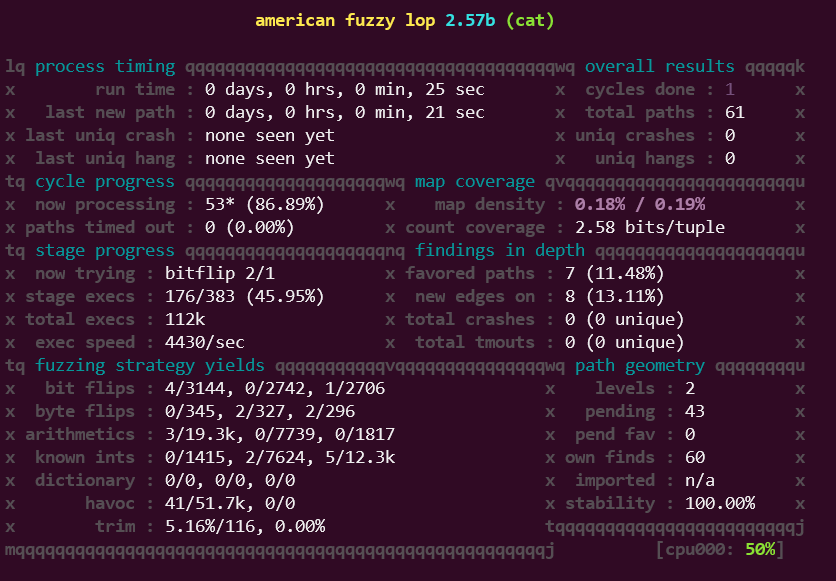 american fuzzy lop 2.57b (cat)
lq process timing qqqqqqqqqqqqqqqqqqqqqqqqqqqqqqqqqqqqqwq overall results qqqqqk
x        run time : 0 days, 0 hrs, 0 min, 25 sec       x  cycles done : 1      x
x   last new path : 0 days, 0 hrs, 0 min, 21 sec       x  total paths : 61     x
x last uniq crash : none seen yet                      x uniq crashes : 0      x
x  last uniq hang : none seen yet                      x   uniq hangs : 0      x
tq cycle progress qqqqqqqqqqqqqqqqqqqqwq map coverage qvqqqqqqqqqqqqqqqqqqqqqqqu
x  now processing : 53* (86.89%)      x    map density : 0.18% / 0.19%         x
x paths timed out : 0 (0.00%)         x count coverage : 2.58 bits/tuple       x
tq stage progress qqqqqqqqqqqqqqqqqqqqnq findings in depth qqqqqqqqqqqqqqqqqqqqu
x  now trying : bitflip 2/1           x favored paths : 7 (11.48%)             x
x stage execs : 176/383 (45.95%)      x  new edges on : 8 (13.11%)             x
x total execs : 112k                  x total crashes : 0 (0 unique)           x
x  exec speed : 4430/sec              x  total tmouts : 0 (0 unique)           x
tq fuzzing strategy yields qqqqqqqqqqqvqqqqqqqqqqqqqqqwq path geometry qqqqqqqqu
x   bit flips : 4/3144, 0/2742, 1/2706                x    levels : 2          x
x  byte flips : 0/345, 2/327, 2/296                   x   pending : 43         x
x arithmetics : 3/19.3k, 0/7739, 0/1817               x  pend fav : 0          x
x  known ints : 0/1415, 2/7624, 5/12.3k               x own finds : 60         x
x  dictionary : 0/0, 0/0, 0/0                         x  imported : n/a        x
x       havoc : 41/51.7k, 0/0                         x stability : 100.00%    x
x        trim : 5.16%/116, 0.00%                      tqqqqqqqqqqqqqqqqqqqqqqqqj
mqqqqqqqqqqqqqqqqqqqqqqqqqqqqqqqqqqqqqqqqqqqqqqqqqqqqqj          [cpu000: 50%]